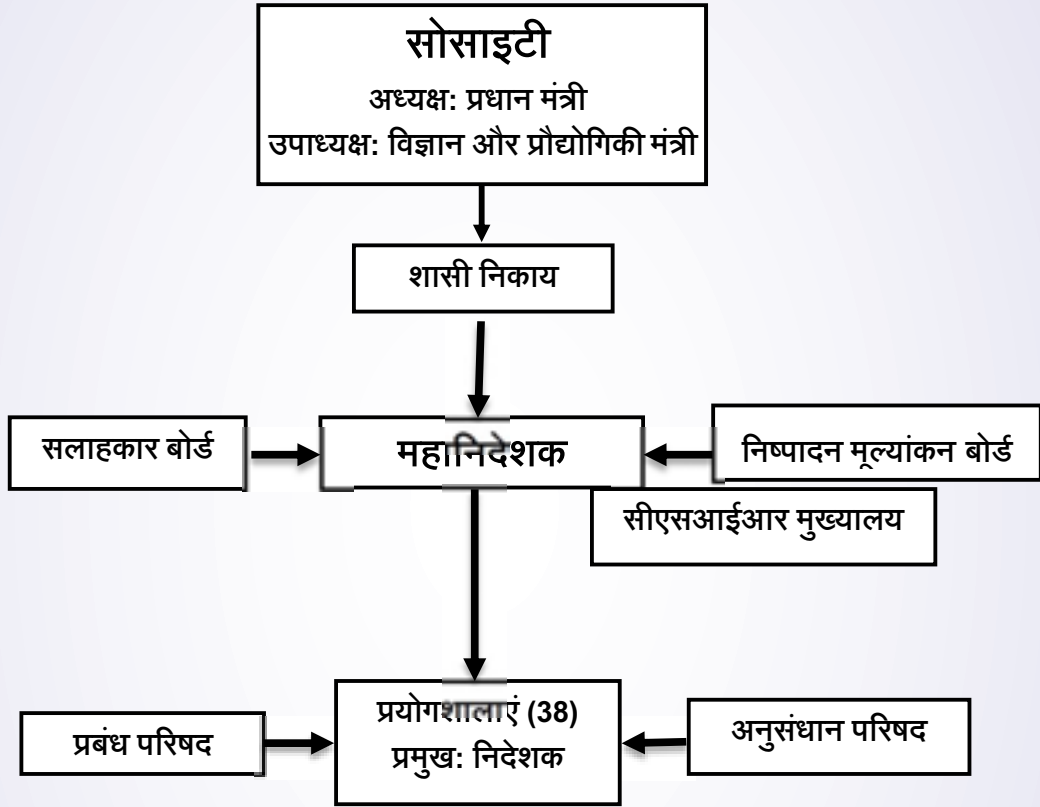 सोसाइटी
अध्यक्ष: प्रधान मंत्री
उपाध्यक्ष: विज्ञान और प्रौद्योगिकी मंत्री
शासी निकाय
सलाहकार बोर्ड
महानिदेशक
निष्पादन मूल्यांकन बोर्ड
सीएसआईआर मुख्यालय
प्रबंध परिषद
प्रयोगशालाएं (38)
प्रमुख: निदेशक
अनुसंधान परिषद